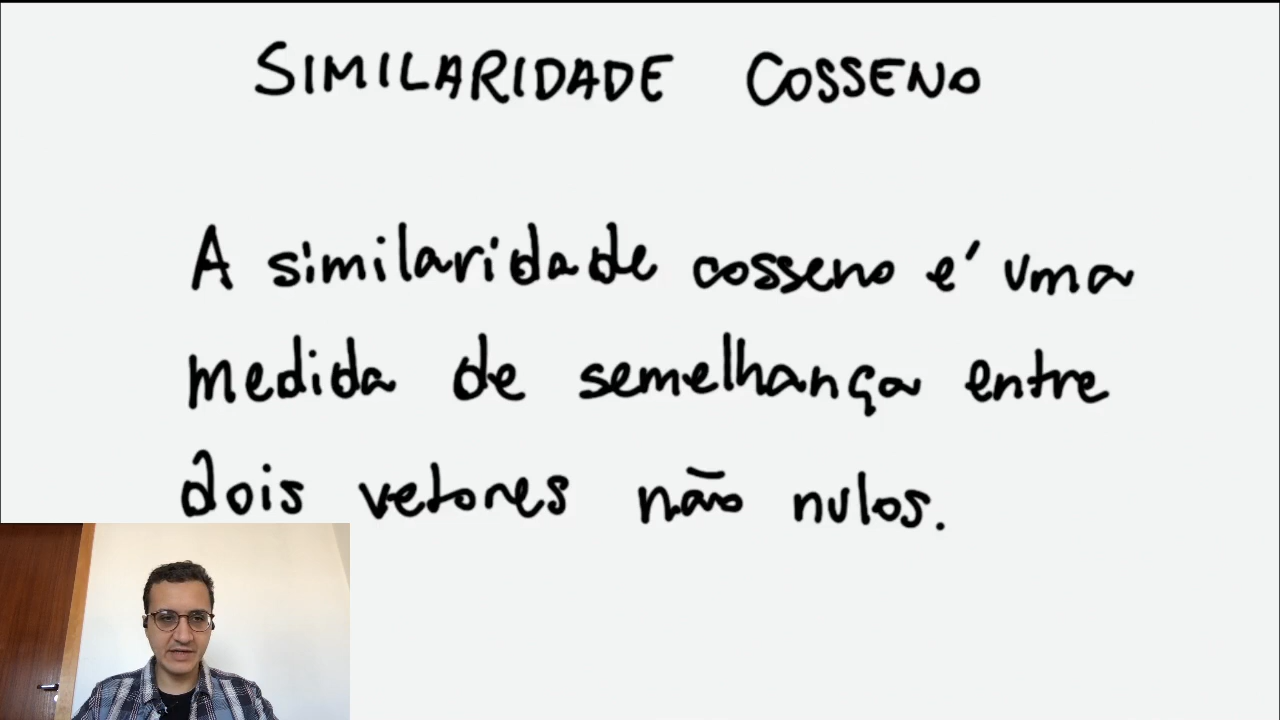 SIMILARIDADE COSSENO
A similaridade cosseno é uma
medida de semelhança entre
dois vetores não nulos.